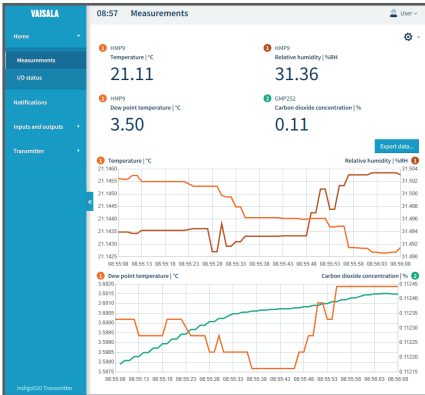 VAISALA
08:57 Measurements
User
Home
Measurements
I/O status
Notifications
Inputs and outputs
Transmitter
Indigo520 Transmitter
1 HMP9
Temperature | °C
21.11
1 HMP9
Relative humidity | %RH
31.36
1 HMP9
Dew point temperature | °C
3.50
2 GMP252
Carbon dioxide concentration | %
0.11
Export data...
1 Temperature | °C
Relative humidity | %RH 1
21.1460
21.1455
21.1450
21.1445
21.1440
21.1435
21.1430
21.1425
31.504
31.502
31.500
31.498
31.496
31.494
31.492
31.490
08:55:08 08:55:13 08:55:18 08:55:23 08:55:28 08:55:33 08:55:38 08:55:43 08:55:48 08:55:53 08:55:58 08:56:03 08:56:08
1 Dew point temperature | °C
Carbon dioxide concentration | % 2
3.6020
3.6015
3.6010
3.6005
3.6000
3.5995
3.5990
3.5985
3.5980
3.5975
0.11245
0.11240
0.11235
0.11230
0.11225
0.11220
0.11215
08:55:08 08:55:13 08:55:18 08:55:23 08:55:28 08:55:33 08:55:38 08:55:43 08:55:48 08:55:53 08:55:58 08:56:03 08:56:08